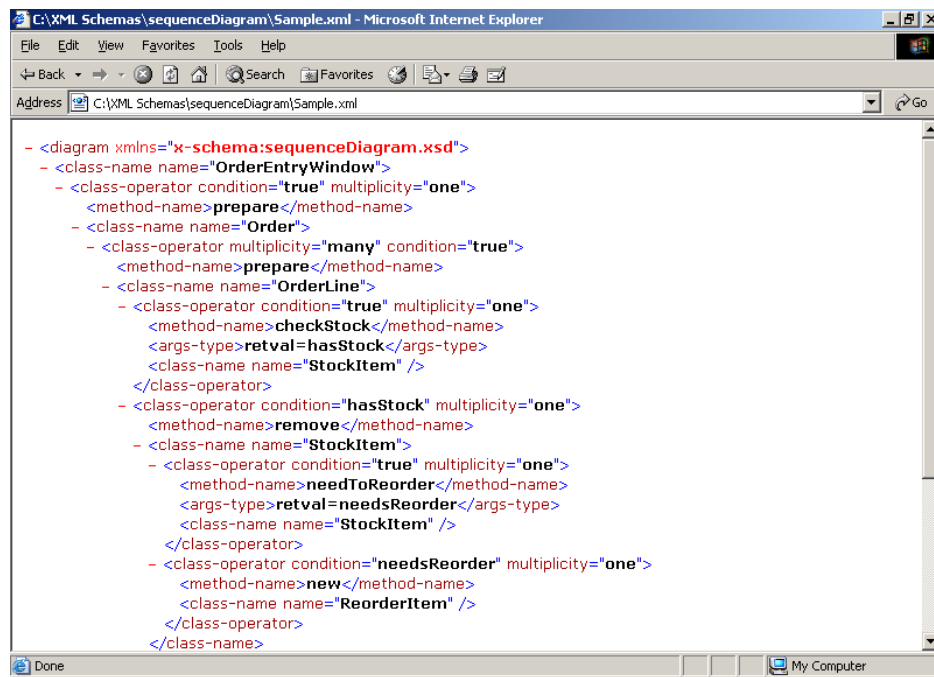 C:\XML Schemas\sequenceDiagram\Sample.xml - Microsoft Internet Explorer
File Edit View Favorites Tools Help
Back Search Favorites
Address C:\XML Schemas\sequenceDiagram\Sample.xml Go
- <diagram xmlns="x-schema:sequenceDiagram.xsd">
- <class-name name="OrderEntryWindow">
- <class-operator condition="true" multiplicity="one">
<method-name>prepare</method-name>
- <class-name name="Order">
- <class-operator multiplicity="many" condition="true">
<method-name>prepare</method-name>
- <class-name name="OrderLine">
- <class-operator condition="true" multiplicity="one">
<method-name>checkStock</method-name>
<args-type>retval=hasStock</args-type>
<class-name name="StockItem" />
</class-operator>
- <class-operator condition="hasStock" multiplicity="one">
<method-name>remove</method-name>
- <class-name name="StockItem">
- <class-operator condition="true" multiplicity="one">
<method-name>needToReorder</method-name>
<args-type>retval=needsReorder</args-type>
<class-name name="StockItem" />
</class-operator>
- <class-operator condition="needsReorder" multiplicity="one">
<method-name>new</method-name>
<class-name name="ReorderItem" />
</class-operator>
</class-name>
Done My Computer